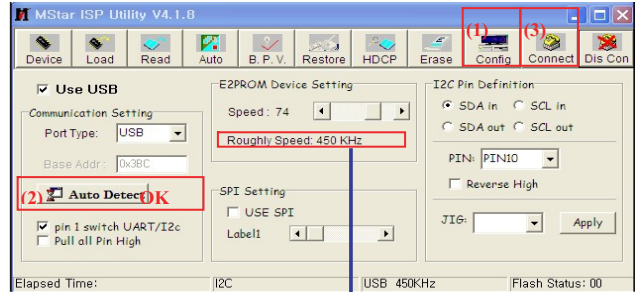 MStar ISP Utility V4.1.8
(1) (3)
Device Load Read Auto B. P. V. Restore HDCP Erase Config Connect Dis Con
Use USB
Communication Setting
Port Type: USB
Base Addr: 0x3BC
(2) Auto Detect OK
pin 1 switch UART/I2c
Pull all Pin High
E2PROM Device Setting
Speed: 74
Roughly Speed: 450 KHz
SPI Setting
USE SPI
Label1
I2C Pin Definition
SDA in SCL in
SDA out SCL out
PIN: PIN10
Reverse High
JIG: Apply
Elapsed Time: I2C USB 450KHz Flash Status: 00